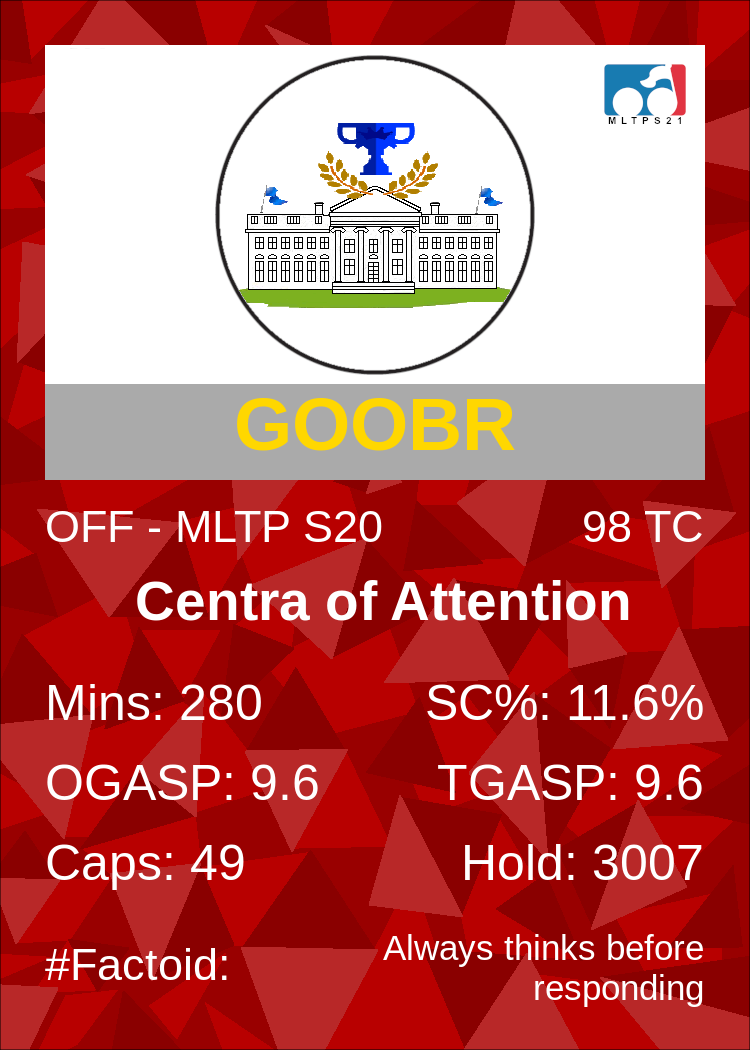 MLTPS21
GOOBR
OFF - MLTP S20 98 TC
Centra of Attention
Mins: 280 SC%: 11.6%
OGASP: 9.6 TGASP: 9.6
Caps: 49 Hold: 3007
#Factoid: Always thinks before
responding